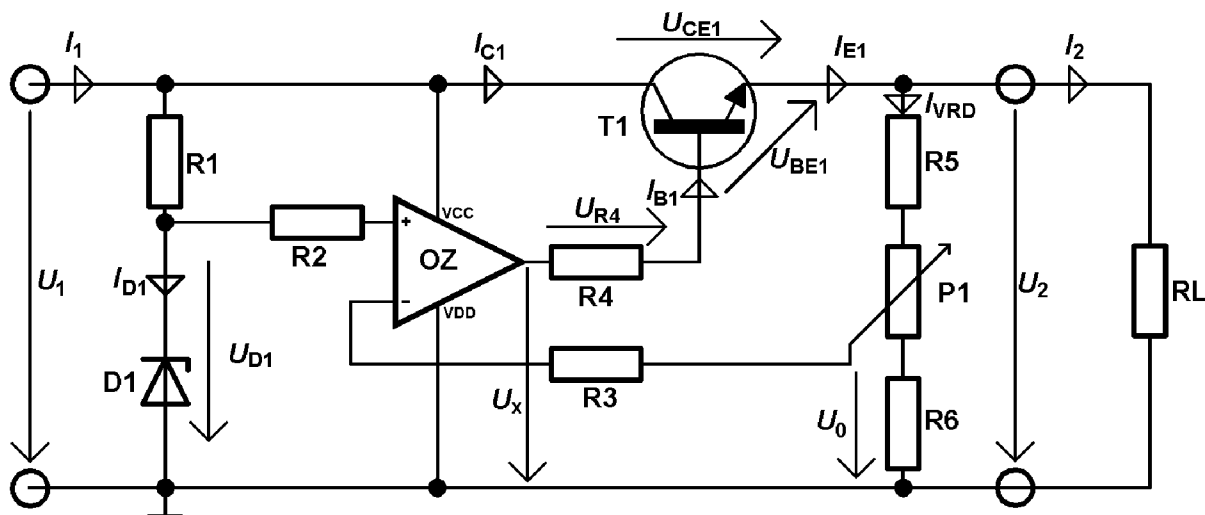 UCE1
I1
IC1
IE1
I2
T1
IVRD
R1
UBE1
R5
IB1
UR4
VCC
+
R2
OZ
U1
ID1
R4
P1
U2
RL
−
VDD
UD1
D1
R3
UX
U0
R6